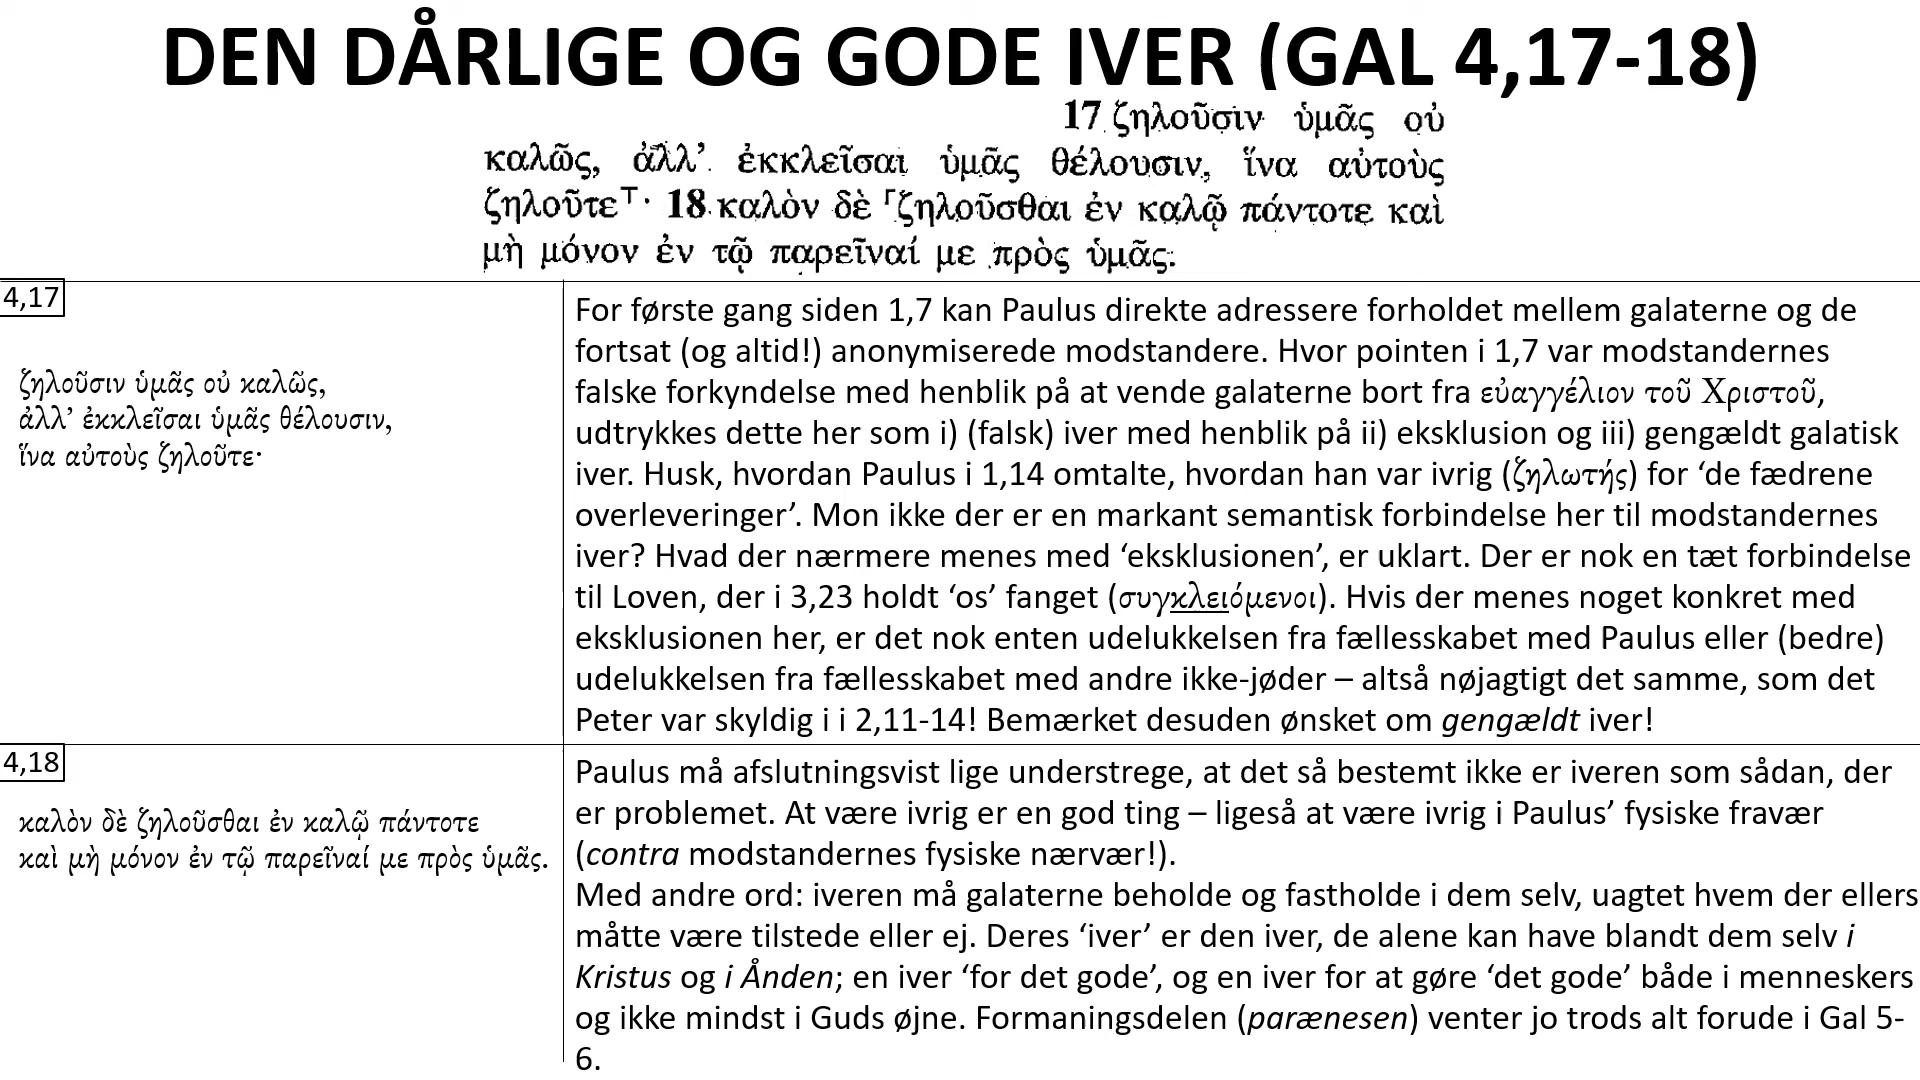 DEN DÅRLIGE OG GODE IVER (GAL 4,17-18)
17 ζηλοῦσιν ὑμᾶς οὐ
καλῶς, ἀλλ’ ἐκκλεῖσαι ὑμᾶς θέλουσιν, ἵνα αὐτοὺς
ζηλοῦτε⸆· 18 καλὸν δὲ ⸀ζηλοῦσθαι ἐν καλῷ πάντοτε καὶ
μὴ μόνον ἐν τῷ παρεῖναί με πρὸς ὑμᾶς.
4,17
ζηλοῦσιν ὑμᾶς οὐ καλῶς,
ἀλλ’ ἐκκλεῖσαι ὑμᾶς θέλουσιν,
ἵνα αὐτοὺς ζηλοῦτε·
For første gang siden 1,7 kan Paulus direkte adressere forholdet mellem galaterne og de
fortsat (og altid!) anonymiserede modstandere. Hvor pointen i 1,7 var modstandernes
falske forkyndelse med henblik på at vende galaterne bort fra εὐαγγέλιον τοῦ Χριστοῦ,
udtrykkes dette her som i) (falsk) iver med henblik på ii) eksklusion og iii) gengældt galatisk
iver. Husk, hvordan Paulus i 1,14 omtalte, hvordan han var ivrig (ζηλωτής) for ‘de fædrene
overleveringer’. Mon ikke der er en markant semantisk forbindelse her til modstandernes
iver? Hvad der nærmere menes med ‘eksklusionen’, er uklart. Der er nok en tæt forbindelse
til Loven, der i 3,23 holdt ‘os’ fanget (συγκλειόμενοι). Hvis der menes noget konkret med
eksklusionen her, er det nok enten udelukkelsen fra fællesskabet med Paulus eller (bedre)
udelukkelsen fra fællesskabet med andre ikke-jøder – altså nøjagtigt det samme, som det
Peter var skyldig i i 2,11-14! Bemærket desuden ønsket om gengældt iver!
4,18
καλὸν δὲ ζηλοῦσθαι ἐν καλῷ πάντοτε
καὶ μὴ μόνον ἐν τῷ παρεῖναί με πρὸς ὑμᾶς.
Paulus må afslutningsvist lige understrege, at det så bestemt ikke er iveren som sådan, der
er problemet. At være ivrig er en god ting – ligeså at være ivrig i Paulus’ fysiske fravær
(contra modstandernes fysiske nærvær!).
Med andre ord: iveren må galaterne beholde og fastholde i dem selv, uagtet hvem der ellers
måtte være tilstede eller ej. Deres ‘iver’ er den iver, de alene kan have blandt dem selv i
Kristus og i Ånden; en iver ‘for det gode’, og en iver for at gøre ‘det gode’ både i menneskers
og ikke mindst i Guds øjne. Formaningsdelen (parænesen) venter jo trods alt forude i Gal 5-
6.